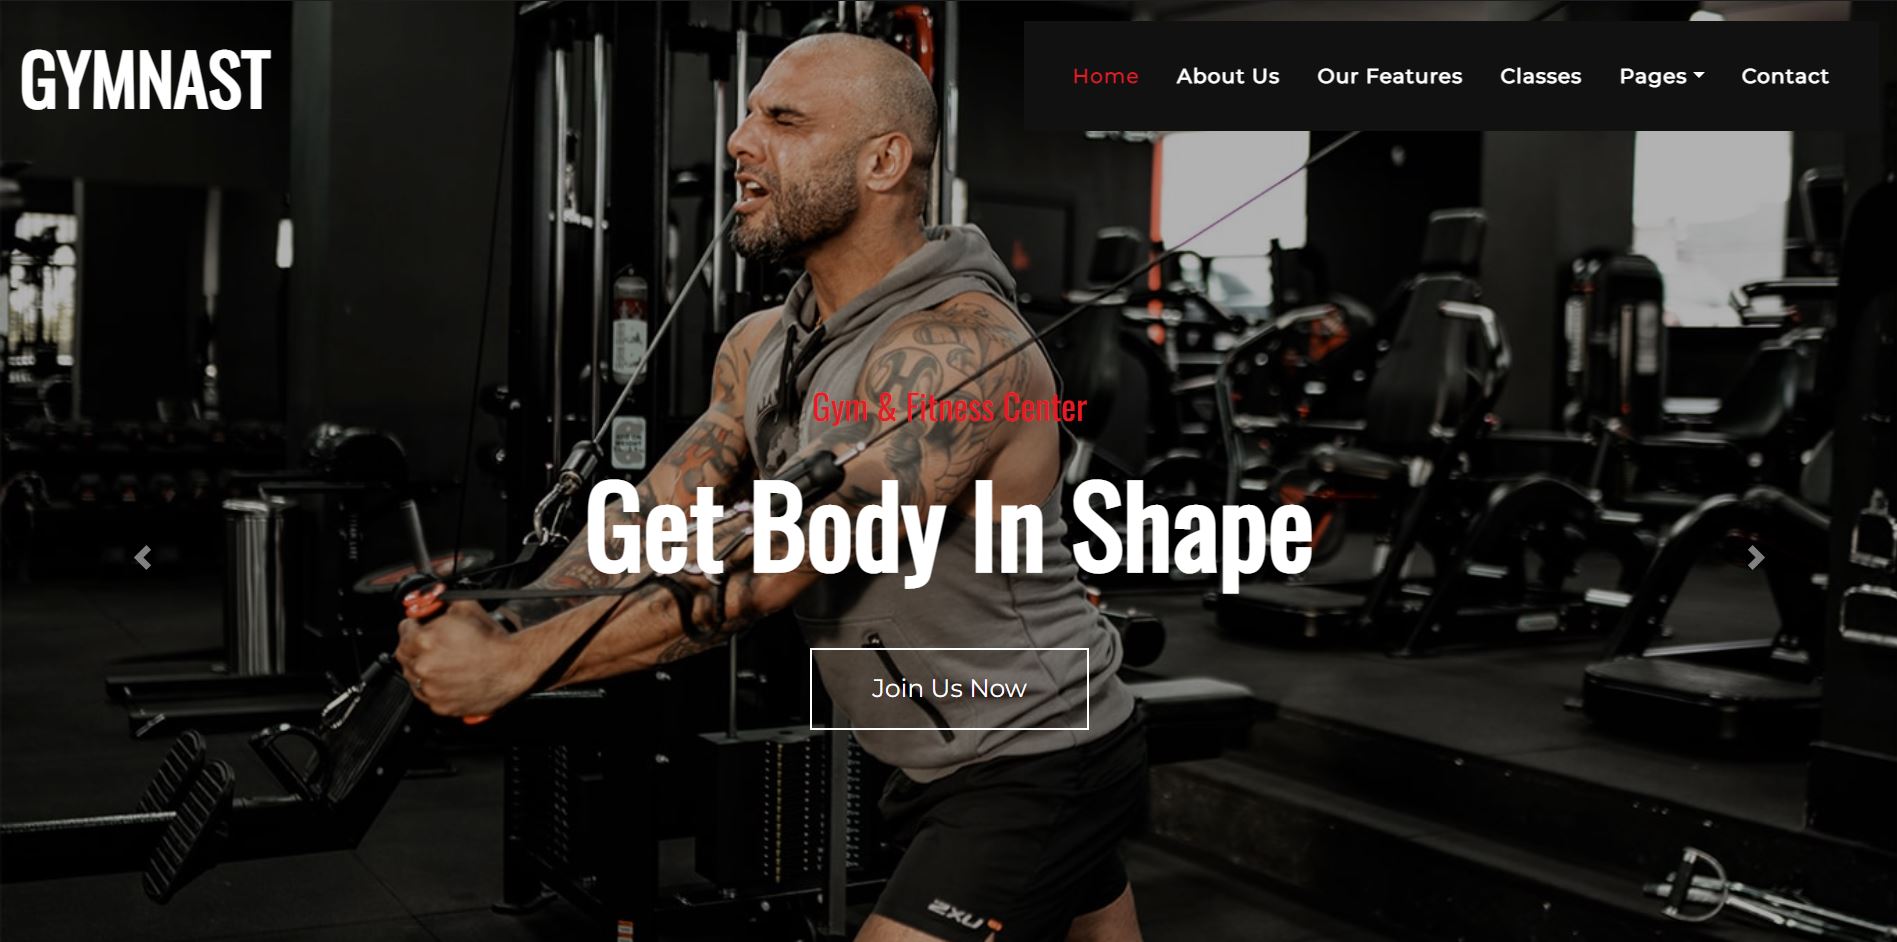 GYMNAST
Home About Us Our Features Classes Pages Contact
Gym & Fitness Center
Get Body In Shape
Join Us Now
2XU